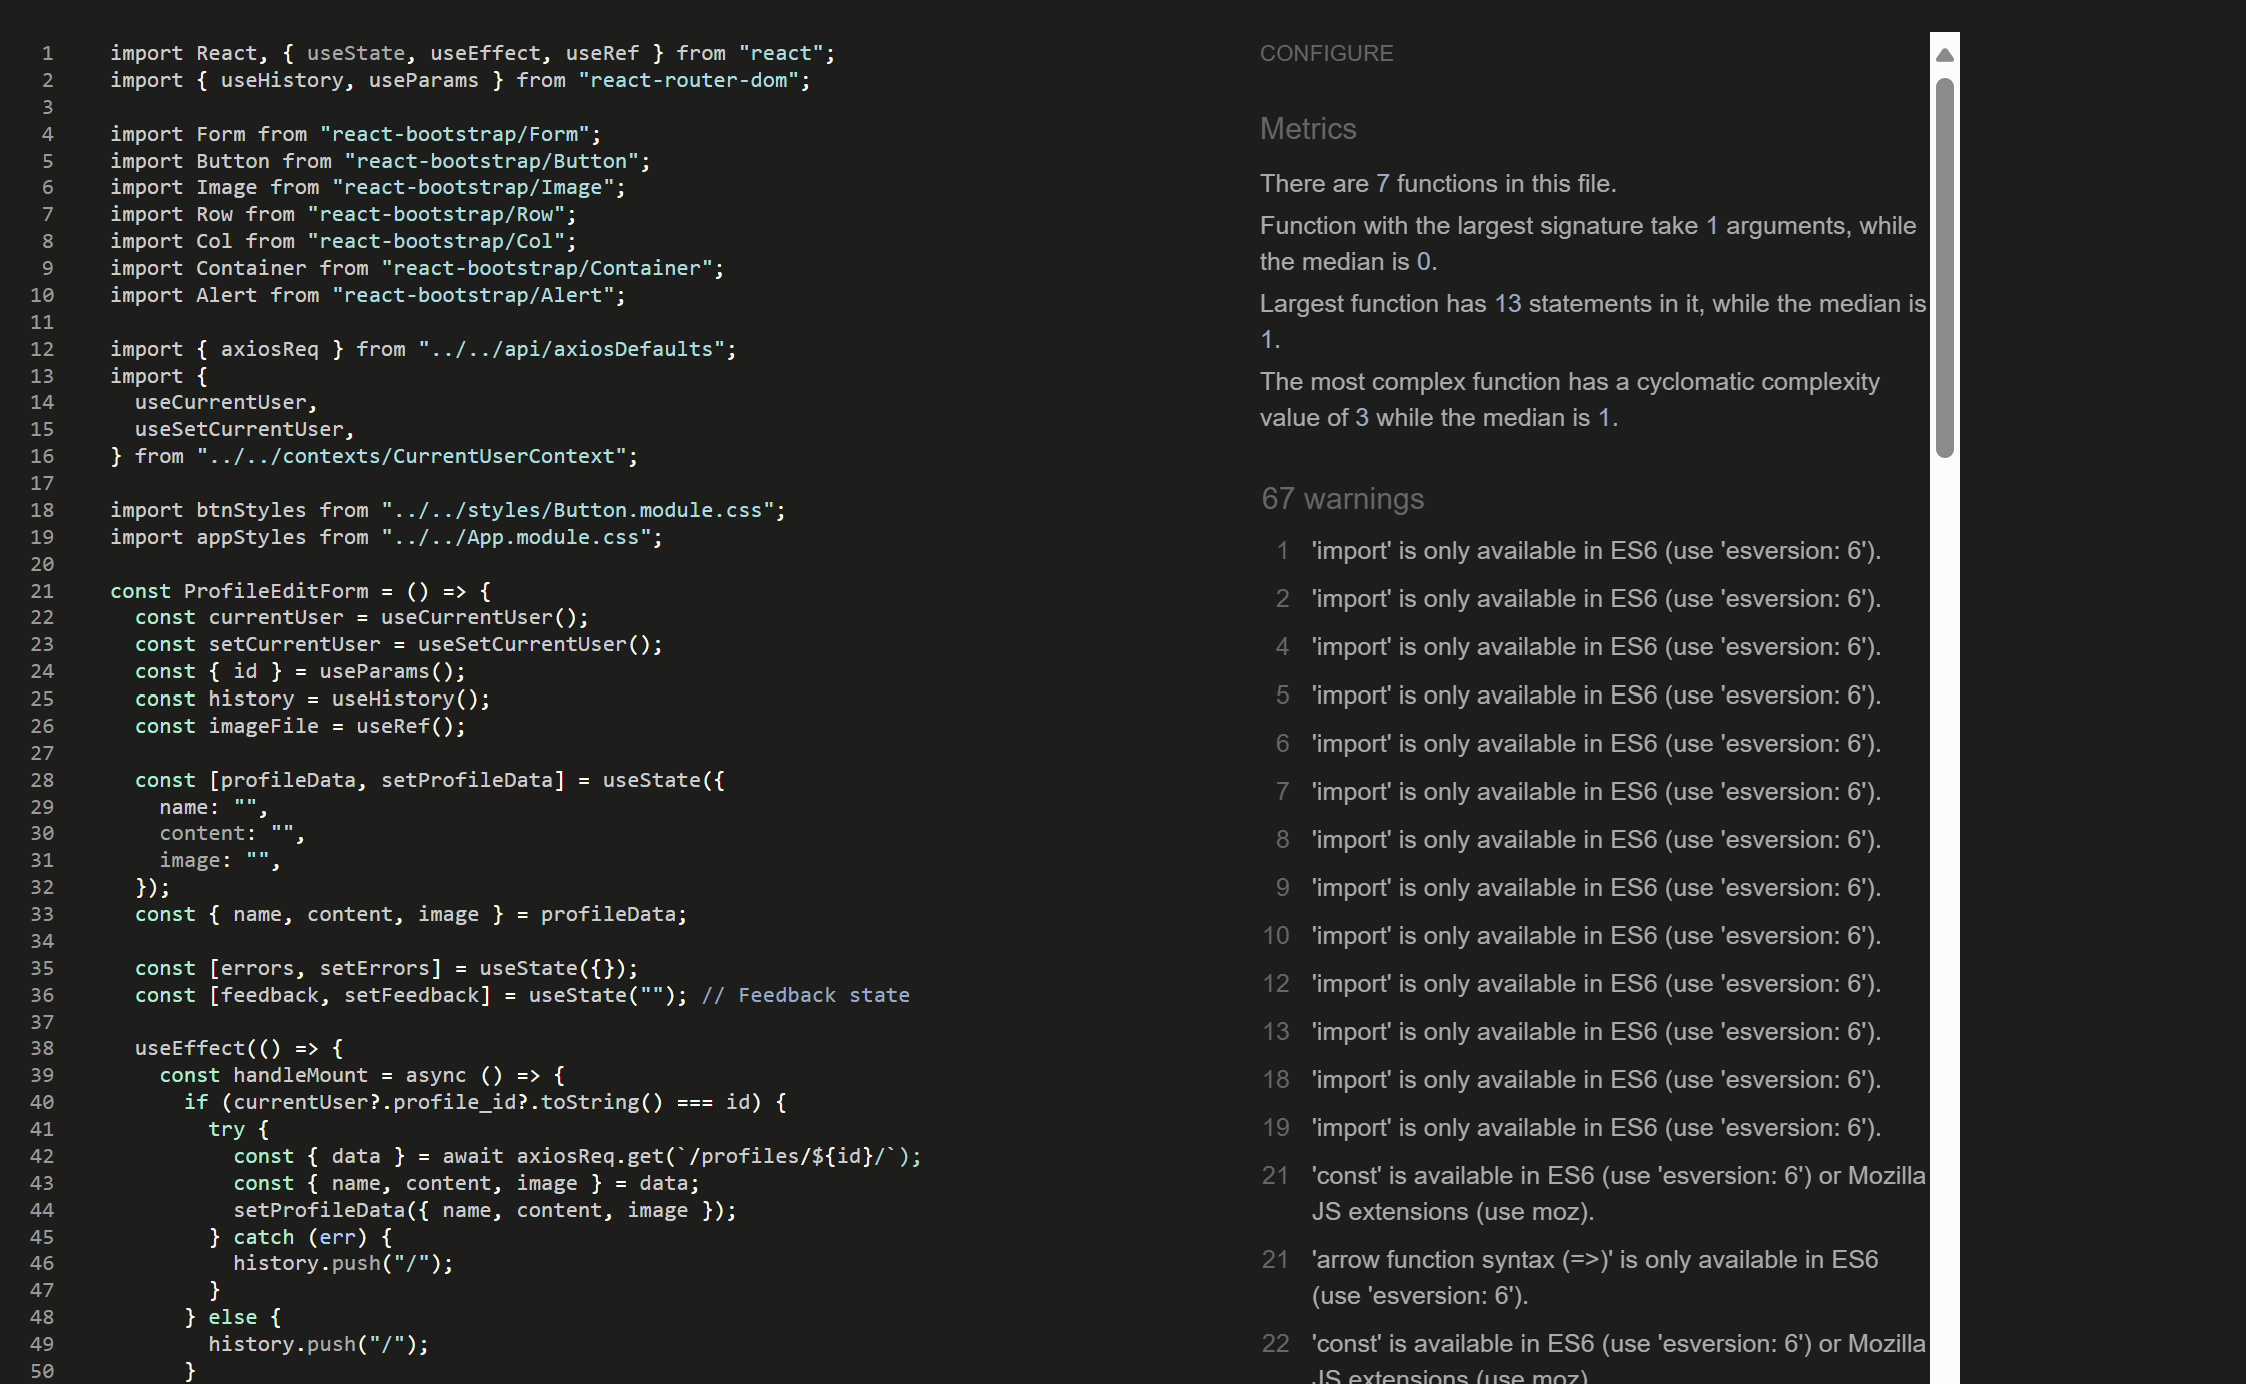 1 import React, { useState, useEffect, useRef } from "react";
2 import { useHistory, useParams } from "react-router-dom";
3
4 import Form from "react-bootstrap/Form";
5 import Button from "react-bootstrap/Button";
6 import Image from "react-bootstrap/Image";
7 import Row from "react-bootstrap/Row";
8 import Col from "react-bootstrap/Col";
9 import Container from "react-bootstrap/Container";
10 import Alert from "react-bootstrap/Alert";
11
12 import { axiosReq } from "../../api/axiosDefaults";
13 import {
14   useCurrentUser,
15   useSetCurrentUser,
16 } from "../../contexts/CurrentUserContext";
17
18 import btnStyles from "../../styles/Button.module.css";
19 import appStyles from "../../App.module.css";
20
21 const ProfileEditForm = () => {
22   const currentUser = useCurrentUser();
23   const setCurrentUser = useSetCurrentUser();
24   const { id } = useParams();
25   const history = useHistory();
26   const imageFile = useRef();
27
28   const [profileData, setProfileData] = useState({
29     name: "",
30     content: "",
31     image: "",
32   });
33   const { name, content, image } = profileData;
34
35   const [errors, setErrors] = useState({});
36   const [feedback, setFeedback] = useState(""); // Feedback state
37
38   useEffect(() => {
39     const handleMount = async () => {
40       if (currentUser?.profile_id?.toString() === id) {
41         try {
42           const { data } = await axiosReq.get(`/profiles/${id}/`);
43           const { name, content, image } = data;
44           setProfileData({ name, content, image });
45         } catch (err) {
46           history.push("/");
47         }
48       } else {
49         history.push("/");
50       }
CONFIGURE
Metrics
There are 7 functions in this file.
Function with the largest signature take 1 arguments, while
the median is 0.
Largest function has 13 statements in it, while the median is
1.
The most complex function has a cyclomatic complexity
value of 3 while the median is 1.
67 warnings
1 'import' is only available in ES6 (use 'esversion: 6').
2 'import' is only available in ES6 (use 'esversion: 6').
4 'import' is only available in ES6 (use 'esversion: 6').
5 'import' is only available in ES6 (use 'esversion: 6').
6 'import' is only available in ES6 (use 'esversion: 6').
7 'import' is only available in ES6 (use 'esversion: 6').
8 'import' is only available in ES6 (use 'esversion: 6').
9 'import' is only available in ES6 (use 'esversion: 6').
10 'import' is only available in ES6 (use 'esversion: 6').
12 'import' is only available in ES6 (use 'esversion: 6').
13 'import' is only available in ES6 (use 'esversion: 6').
18 'import' is only available in ES6 (use 'esversion: 6').
19 'import' is only available in ES6 (use 'esversion: 6').
21 'const' is available in ES6 (use 'esversion: 6') or Mozilla
JS extensions (use moz).
21 'arrow function syntax (=>)' is only available in ES6
(use 'esversion: 6').
22 'const' is available in ES6 (use 'esversion: 6') or Mozilla
JS extensions (use moz)